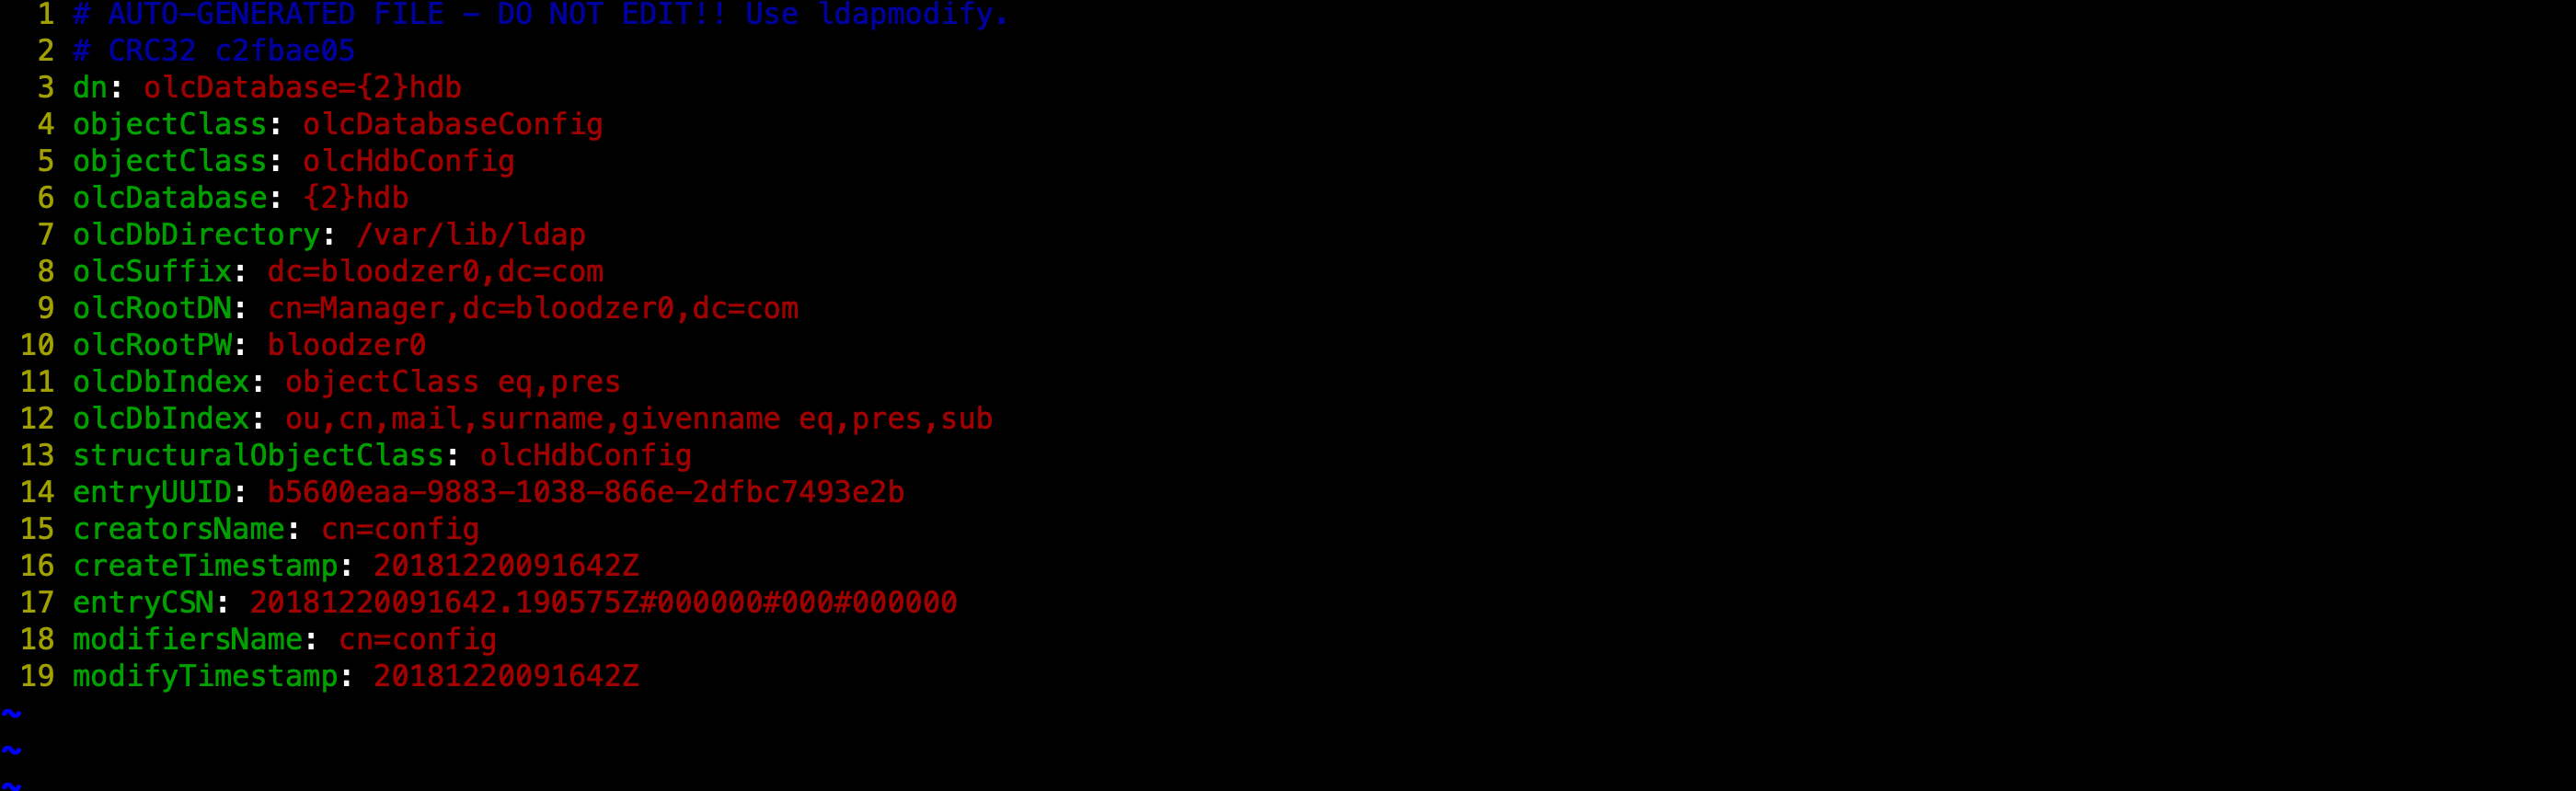 1 # AUTO-GENERATED FILE - DO NOT EDIT!! Use ldapmodify.
2 # CRC32 c2fbae05
3 dn: olcDatabase={2}hdb
4 objectClass: olcDatabaseConfig
5 objectClass: olcHdbConfig
6 olcDatabase: {2}hdb
7 olcDbDirectory: /var/lib/ldap
8 olcSuffix: dc=bloodzer0,dc=com
9 olcRootDN: cn=Manager,dc=bloodzer0,dc=com
10 olcRootPW: bloodzer0
11 olcDbIndex: objectClass eq,pres
12 olcDbIndex: ou,cn,mail,surname,givenname eq,pres,sub
13 structuralObjectClass: olcHdbConfig
14 entryUUID: b5600eaa-9883-1038-866e-2dfbc7493e2b
15 creatorsName: cn=config
16 createTimestamp: 20181220091642Z
17 entryCSN: 20181220091642.190575Z#000000#000#000000
18 modifiersName: cn=config
19 modifyTimestamp: 20181220091642Z
~
~
~